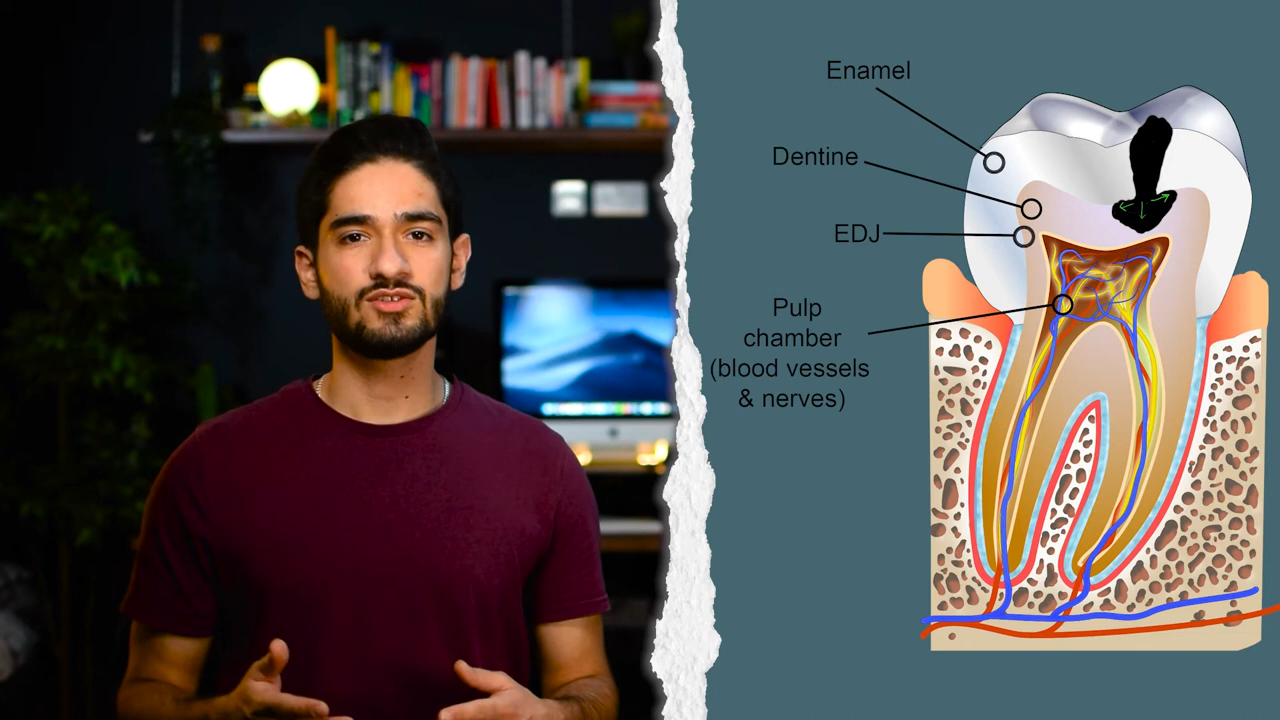 Enamel
Dentine
EDJ
Pulp
chamber
(blood vessels
& nerves)